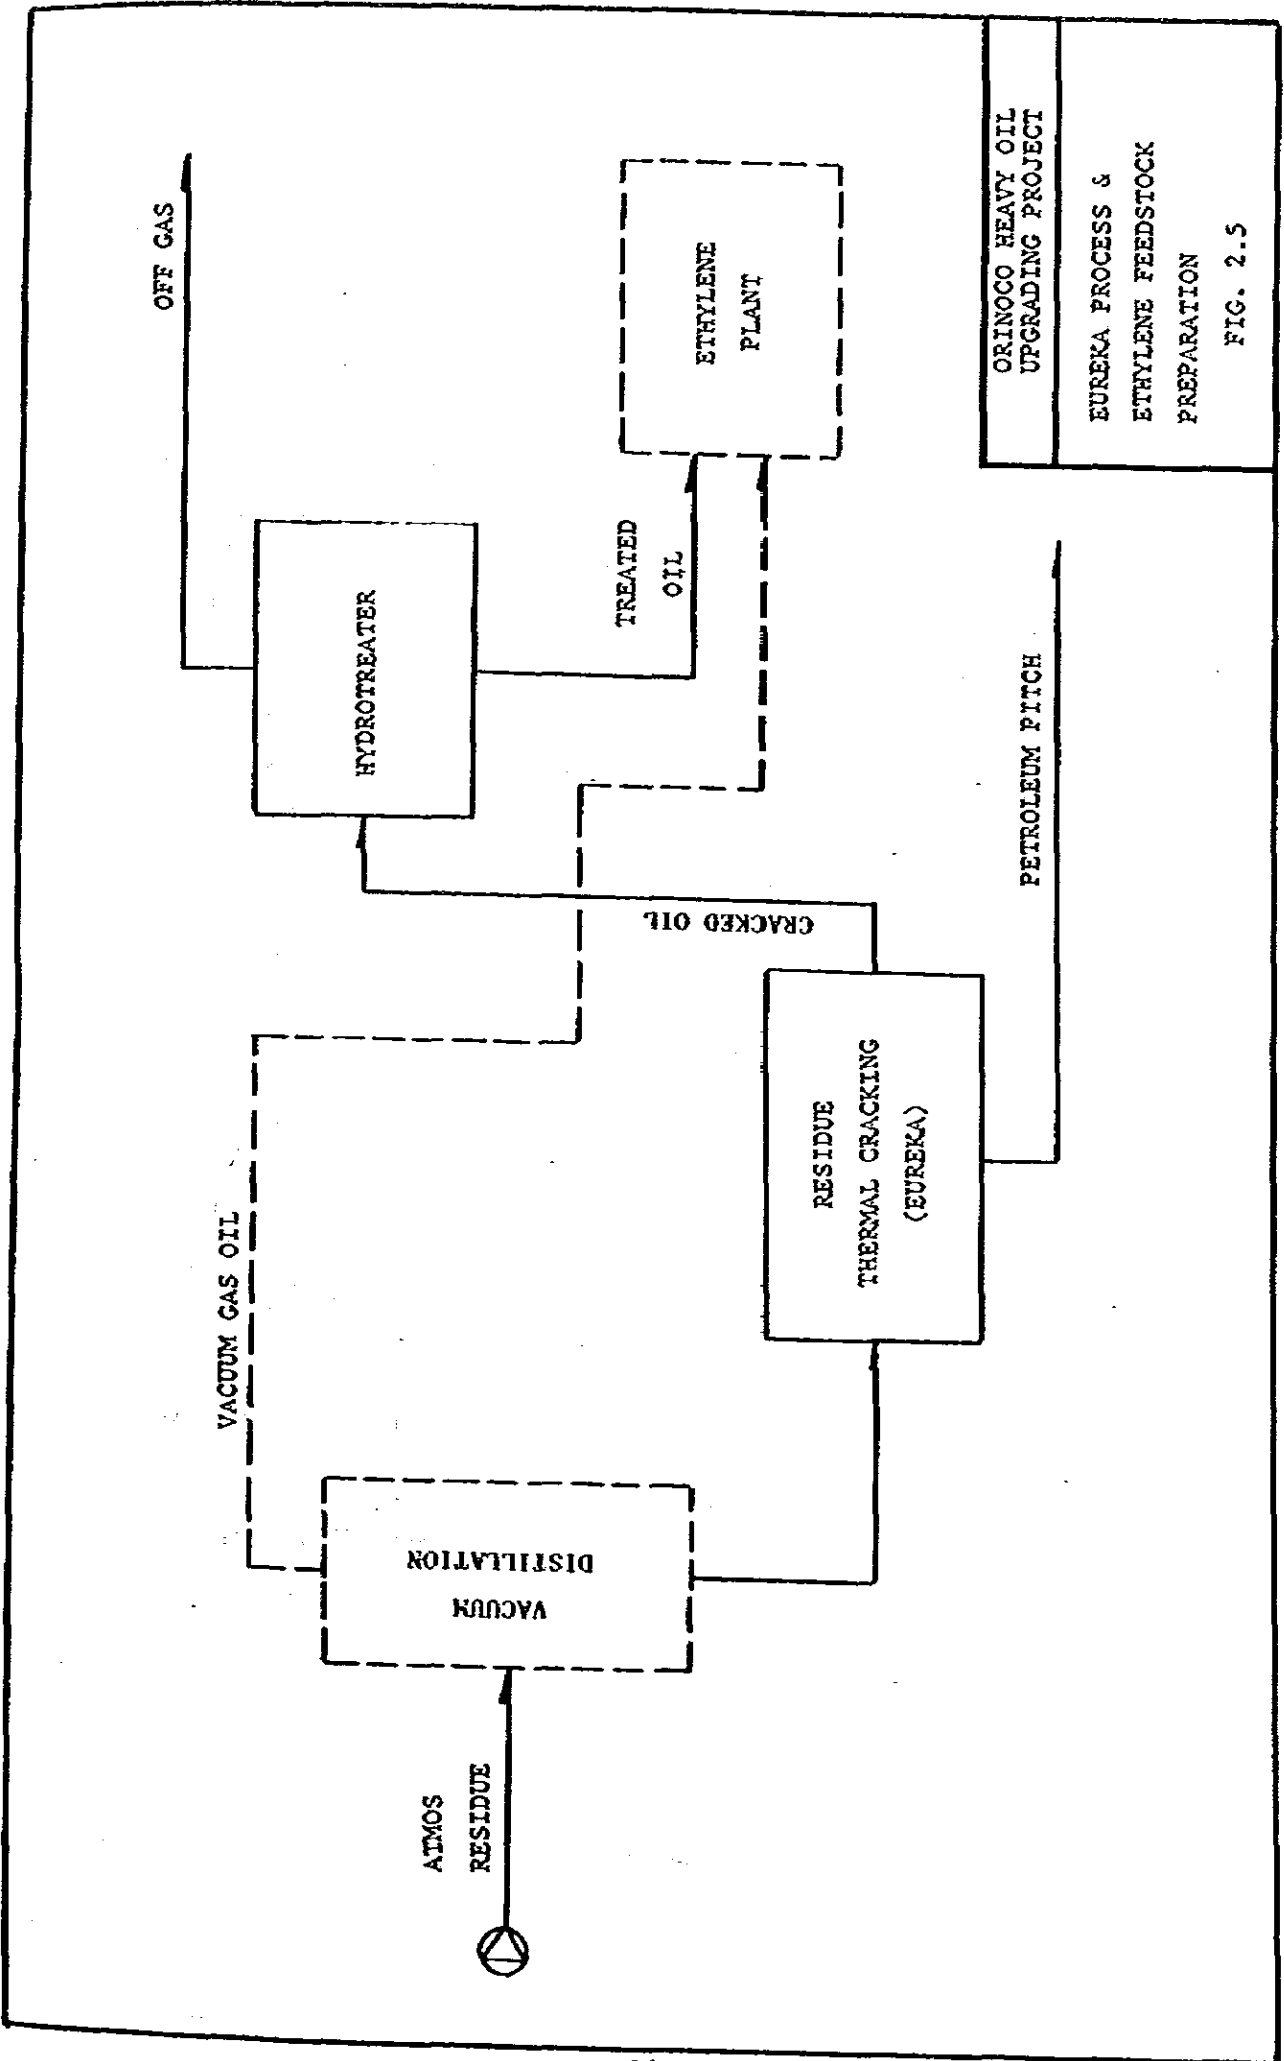 OFF GAS
HYDROTREATER
TREATED
OIL
ETHYLENE
PLANT
VACUUM GAS OIL
CRACKED OIL
ATMOS
RESIDUE
VACUUM
DISTILLATION
RESIDUE
THERMAL CRACKING
(EUREKA)
PETROLEUM PITCH
ORINOCO HEAVY OIL
UPGRADING PROJECT
EUREKA PROCESS &
ETHYLENE FEEDSTOCK
PREPARATION
FIG. 2.5